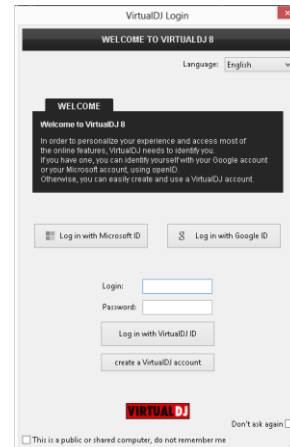 VirtualDJ Login
WELCOME TO VIRTUALDJ 8
Language: English
WELCOME
Welcome to VirtualDJ 8
In order to personalize your experience and access most of
the online features, VirtualDJ needs to identify you.
If you have one, you can identify yourself with your Google account
or your Microsoft account, using openID.
Otherwise, you can easily create and use a VirtualDJ account.
Log in with Microsoft ID
8 Log in with Google ID
Login:
Password:
Log in with VirtualDJ ID
create a VirtualDJ account
VIRTUALDJ
Don't ask again
This is a public or shared computer, do not remember me